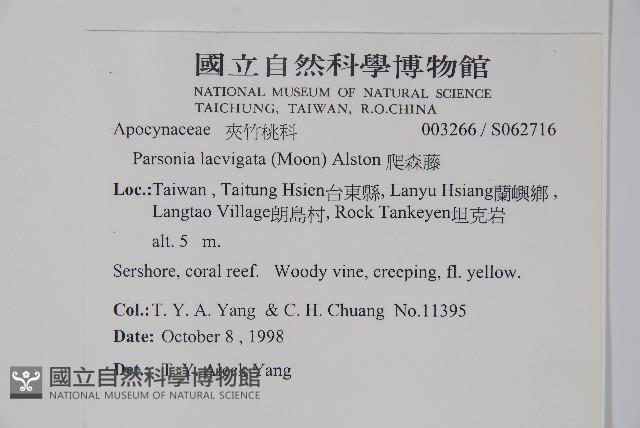 國立自然科學博物館
NATIONAL MUSEUM OF NATURAL SCIENCE
TAICHUNG, TAIWAN, R.O.CHINA
Apocynaceae 夾竹桃科 003266 / S062716
Parsonia laevigata (Moon) Alston 爬森藤
Loc.:Taiwan , Taitung Hsien台東縣, Lanyu Hsiang蘭嶼鄉 ,
Langtao Village朗島村, Rock Tankeyen坦克岩
alt. 5 m.
Sershore, coral reef. Woody vine, creeping, fl. yellow.
Col.:T. Y. A. Yang & C. H. Chuang No.11395
Date: October 8 , 1998
Det.: T. Y. Aleck Yang
國立自然科學博物館
NATIONAL MUSEUM OF NATURAL SCIENCE